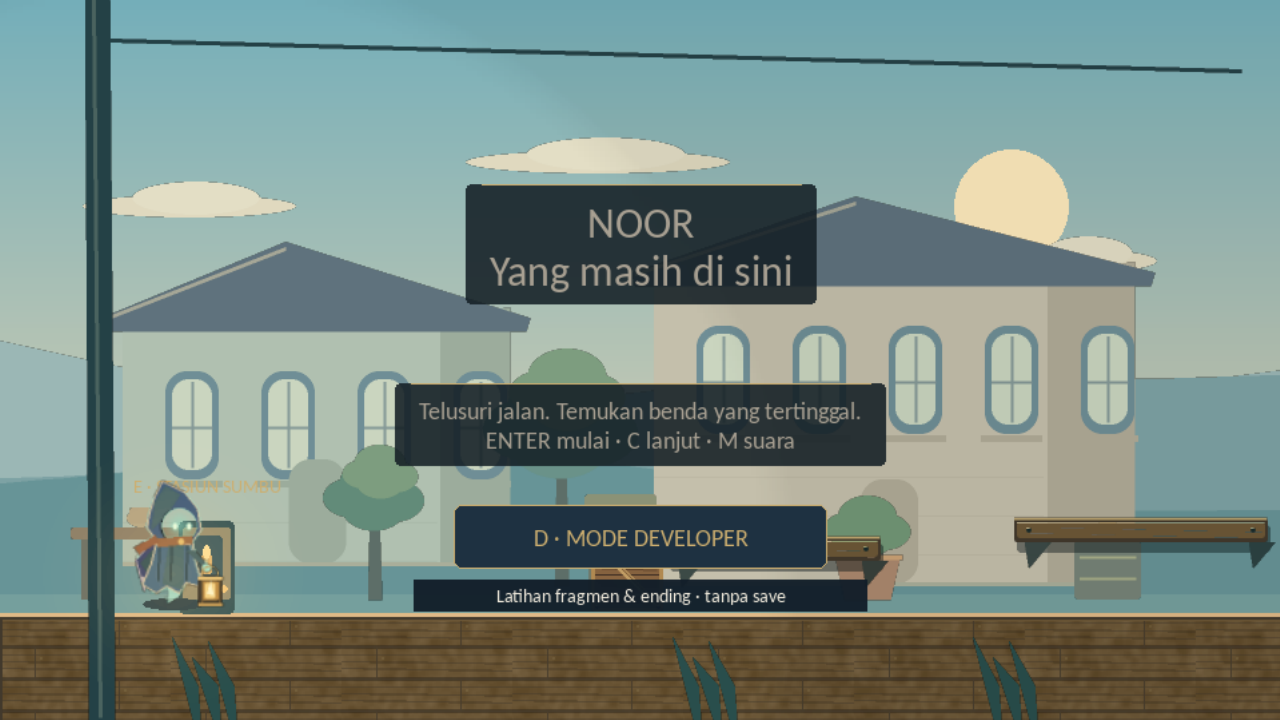 NOOR
Yang masih di sini
Telusuri jalan. Temukan benda yang tertinggal.
ENTER mulai · C lanjut · M suara
E ·
D · MODE DEVELOPER
Latihan fragmen & ending · tanpa save